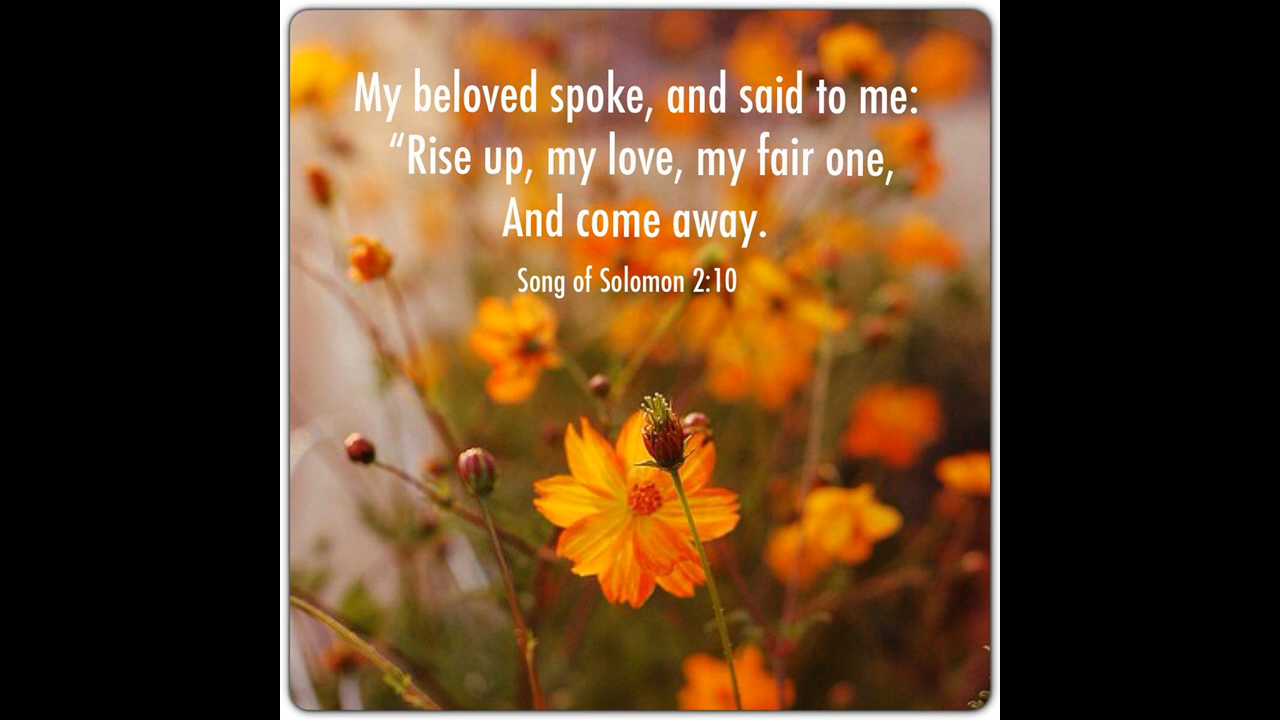 My beloved spoke, and said to me:
“Rise up, my love, my fair one,
And come away.
Song of Solomon 2:10